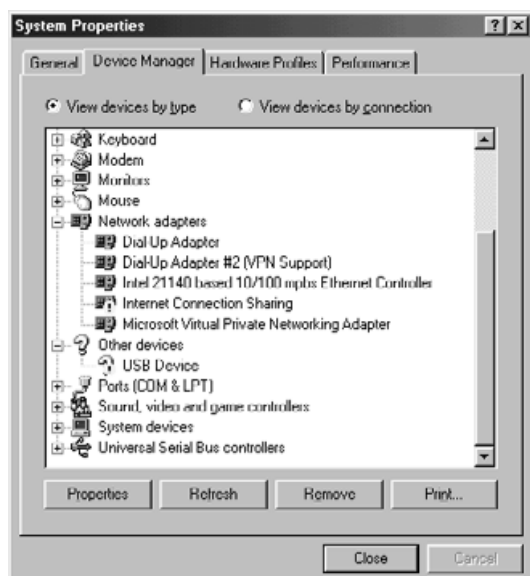 System Properties
General Device Manager Hardware Profiles Performance
View devices by type View devices by connection
Keyboard
Modem
Monitors
Mouse
Network adapters
Dial-Up Adapter
Dial-Up Adapter #2 (VPN Support)
Intel 21140 based 10/100 mpbs Ethernet Controller
Internet Connection Sharing
Microsoft Virtual Private Networking Adapter
Other devices
USB Device
Ports (COM & LPT)
Sound, video and game controllers
System devices
Universal Serial Bus controllers
Properties Refresh Remove Print...
Close Cancel